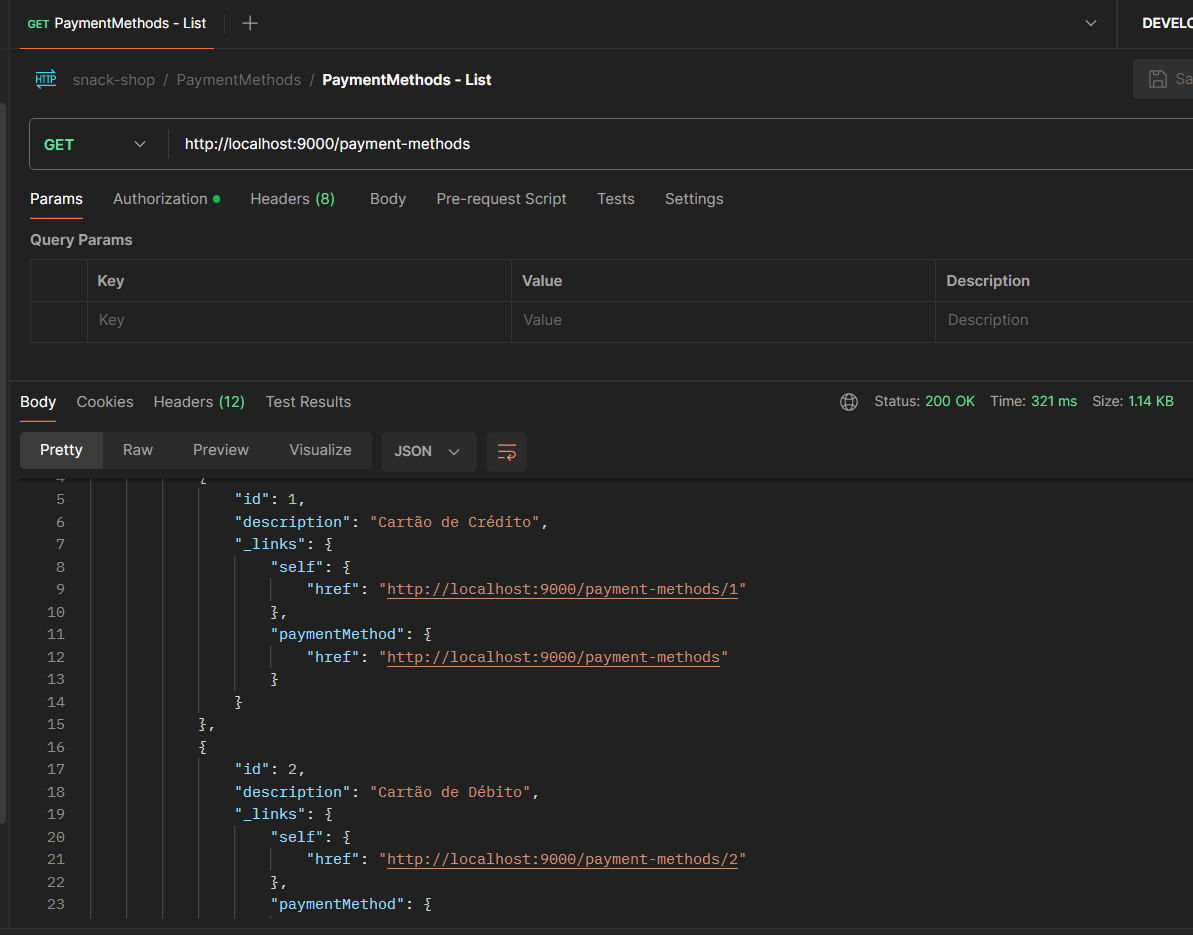 GET PaymentMethods - List
DEVELO
HTTP snack-shop / PaymentMethods / PaymentMethods - List
Sa
GET http://localhost:9000/payment-methods
Params Authorization Headers (8) Body Pre-request Script Tests Settings
Query Params
Key Value Description
Key Value Description
Body Cookies Headers (12) Test Results Status: 200 OK Time: 321 ms Size: 1.14 KB
Pretty Raw Preview Visualize JSON
4 {
5 "id": 1,
6 "description": "Cartão de Crédito",
7 "_links": {
8 "self": {
9 "href": "http://localhost:9000/payment-methods/1"
10 },
11 "paymentMethod": {
12 "href": "http://localhost:9000/payment-methods"
13 }
14 }
15 },
16 {
17 "id": 2,
18 "description": "Cartão de Débito",
19 "_links": {
20 "self": {
21 "href": "http://localhost:9000/payment-methods/2"
22 },
23 "paymentMethod": {